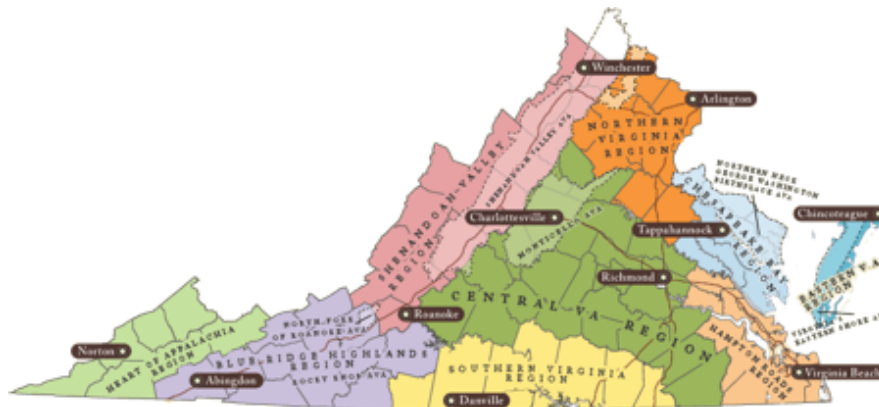 Winchester
Arlington
NORTHERN
VIRGINIA
REGION
SHENANDOAH VALLEY AVA
SHENANDOAH VALLEY
REGION
NORTHERN NECK
GEORGE WASHINGTON
BIRTHPLACE AVA
CHESAPEAKE BAY
REGION
Chincoteague
Charlottesville
MONTICELLO AVA
Tappahannock
Richmond
EASTERN V.A
REGION
CENTRAL VA REGION
Roanoke
NORTH FORK
OF ROANOKE AVA
VIRGINIA
EASTERN SHORE A
HAMPTON ROADS
REGION
Norton
HEART OF APPALACHIA
REGION
BLUE RIDGE HIGHLANDS
REGION
ROCKY KNOB AVA
SOUTHERN VIRGINIA
REGION
Abingdon
Danville
Virginia Beach